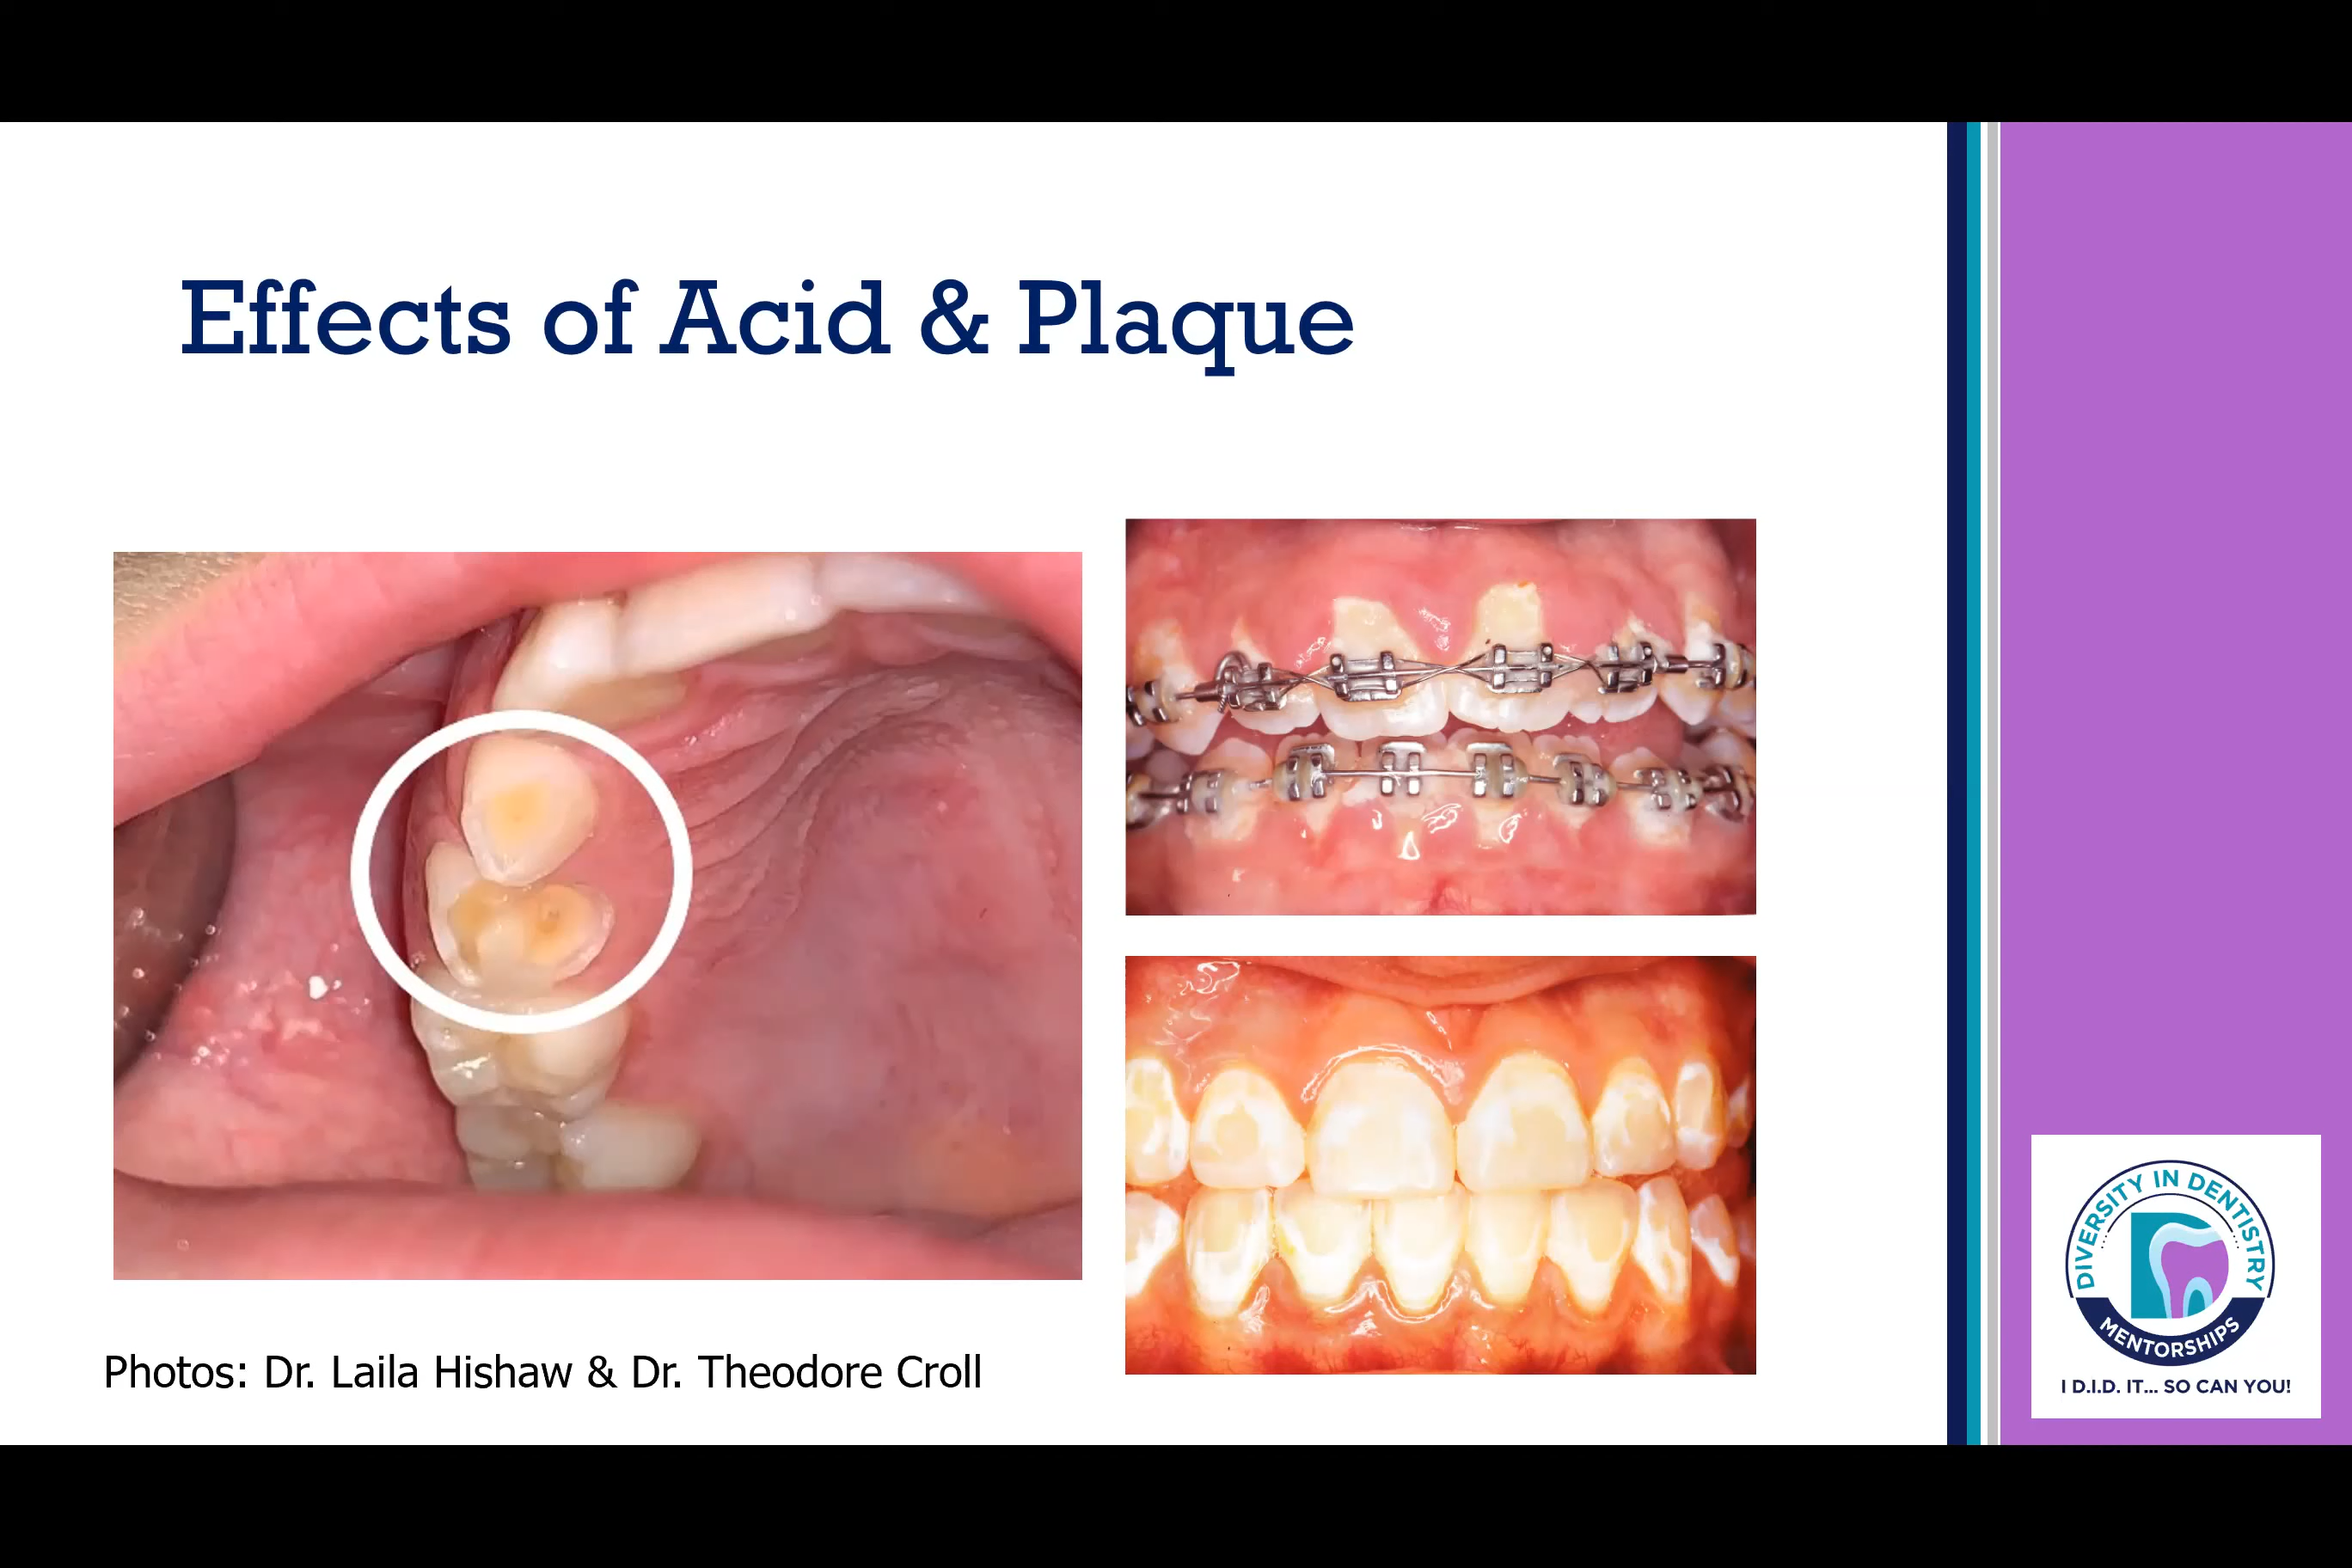 Effects of Acid & Plaque
Photos: Dr. Laila Hishaw & Dr. Theodore Croll
DIVERSITY IN DENTISTRY
MENTORSHIPS
I D.I.D. IT... SO CAN YOU!